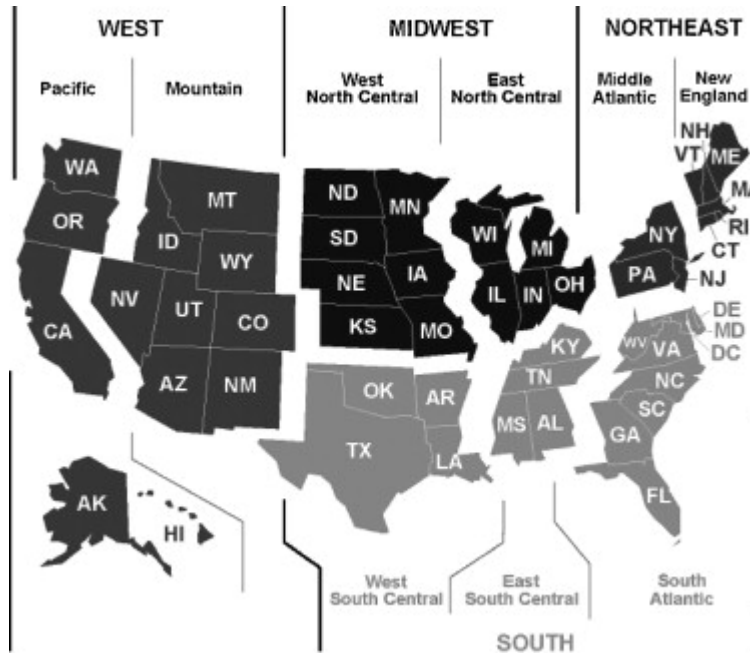 WEST
MIDWEST
NORTHEAST
Pacific
Mountain
West
North Central
East
North Central
Middle
Atlantic
New
England
NH
VT
ME
WA
MT
ND
MN
OR
ID
SD
WI
MI
NY
RI
WY
CT
NV
NE
IA
PA
NJ
UT
CO
IL
IN
OH
CA
KS
MO
DE
MD
DC
WV
VA
KY
AZ
NM
OK
AR
TN
NC
SC
MS
AL
GA
TX
LA
FL
AK
HI
West
South Central
East
South Central
South
Atlantic
SOUTH